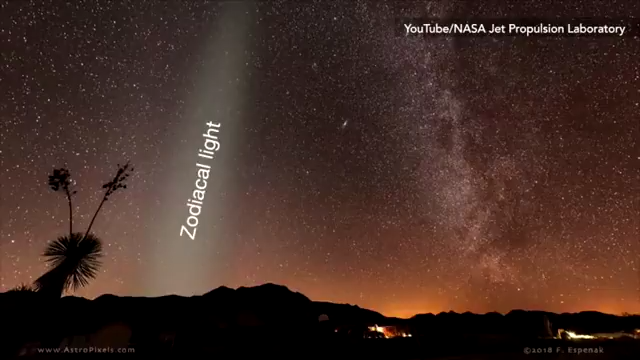 YouTube/NASA Jet Propulsion Laboratory
Zodiacal light
www.AstroPixels.com
©2018 F. Espenak